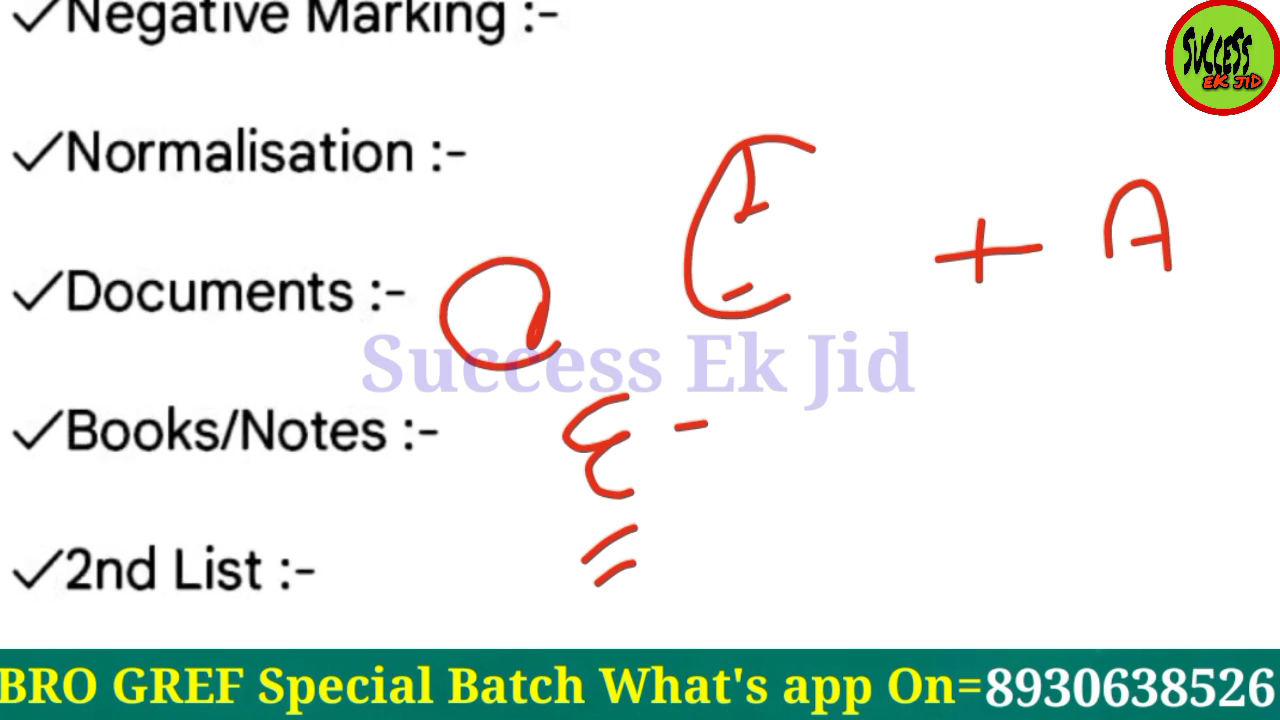 ✓Negative Marking :-
SUCCESS
EK JID
✓Normalisation :-
+ A
✓Documents :-
Success Ek Jid
✓Books/Notes :-
✓2nd List :-
BRO GREF Special Batch What's app On=8930638526